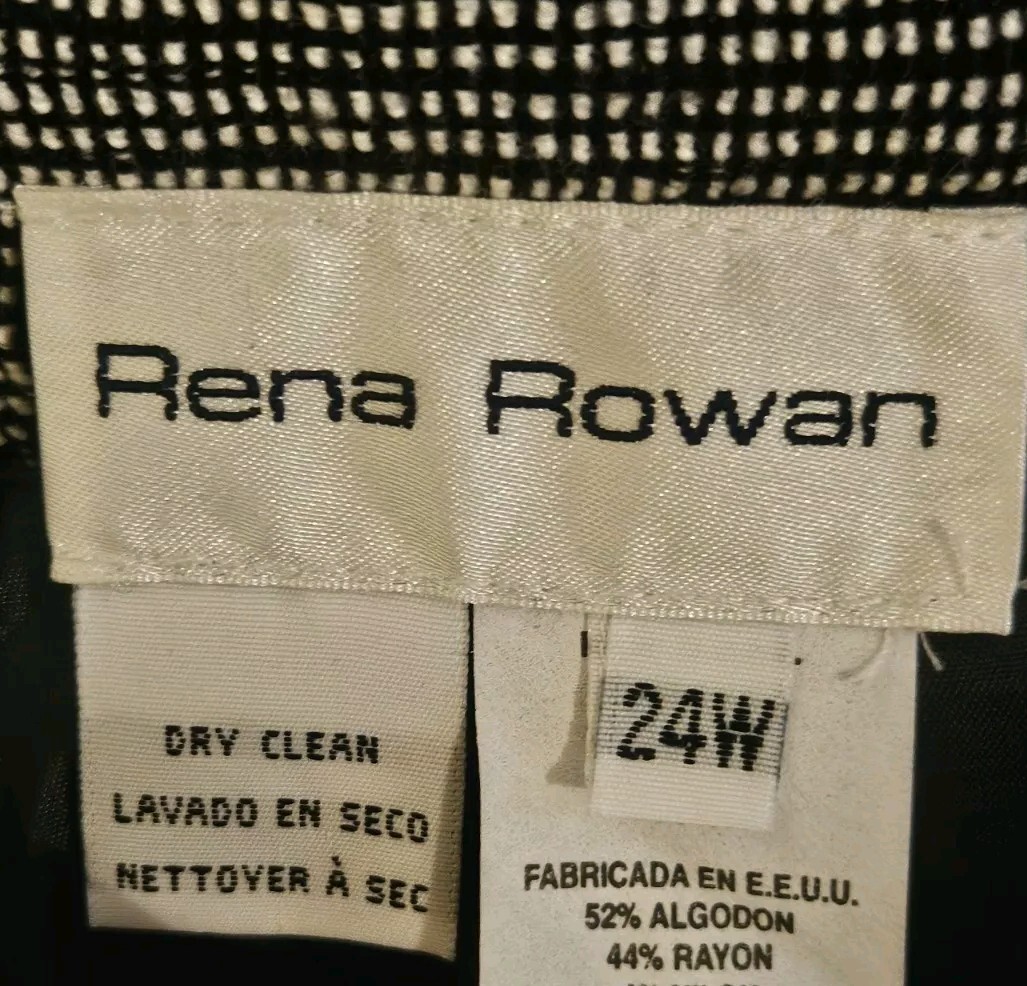 Rena Rowan
24W
DRY CLEAN
LAVADO EN SECO
NETTOYER À SEC
FABRICADA EN E.E.U.U.
52% ALGODON
44% RAYON